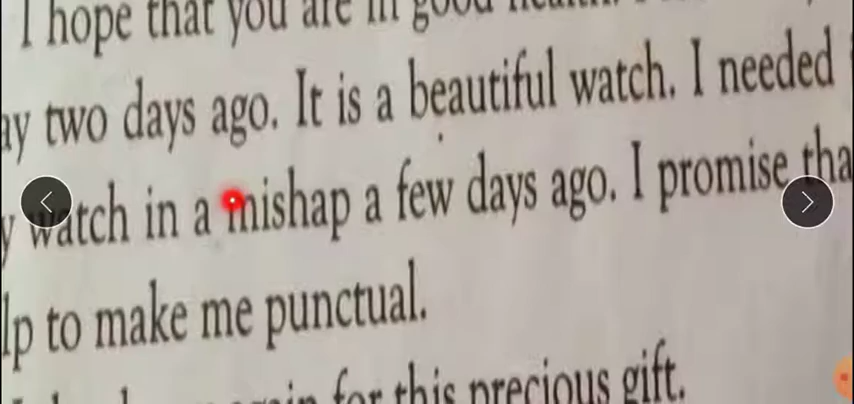 I hope that you are in good
ay two days ago. It is a beautiful watch. I needed
y watch in a mishap a few days ago. I promise tha
lp to make me punctual.
for this precious gift.